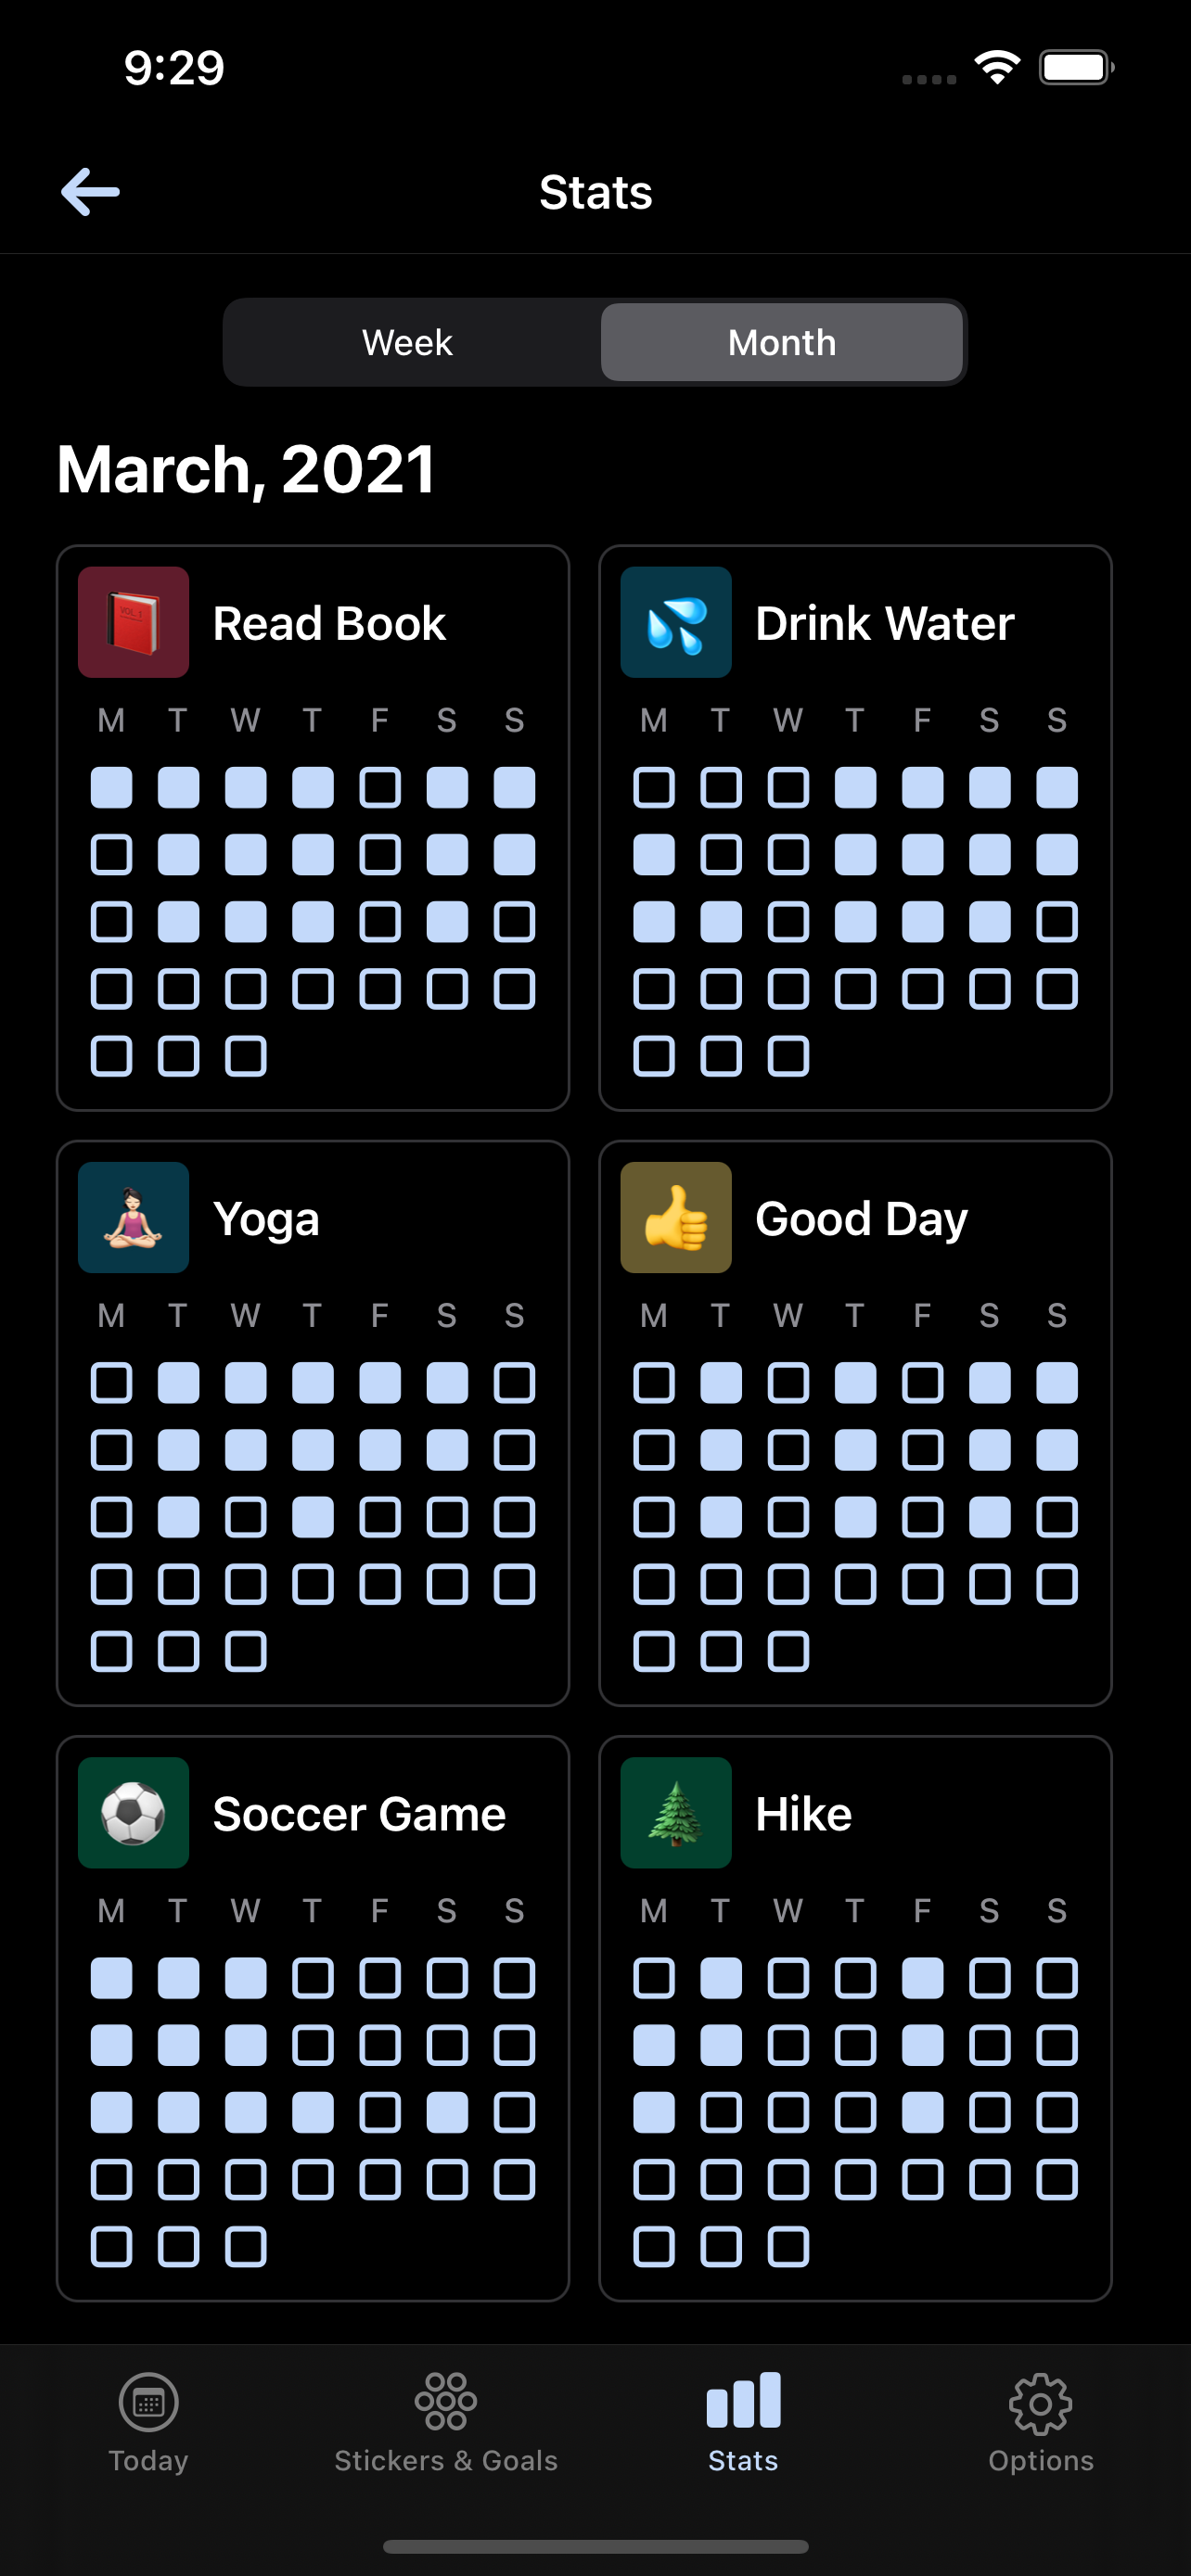 9:29
Stats
Week Month
March, 2021
Read Book
M T W T F S S
Drink Water
M T W T F S S
Yoga
M T W T F S S
Good Day
M T W T F S S
Soccer Game
M T W T F S S
Hike
M T W T F S S
Today Stickers & Goals Stats Options